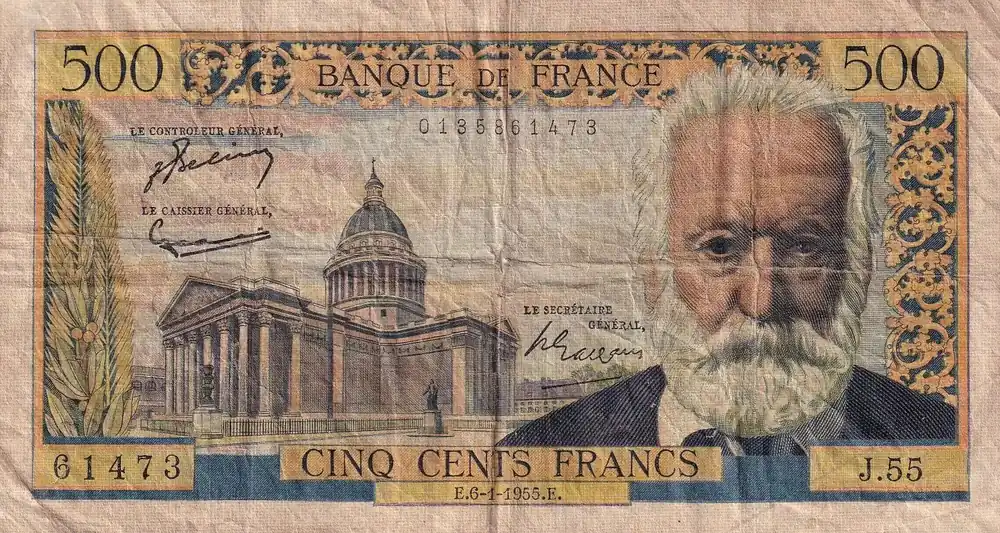 500 BANQUE DE FRANCE 500
0135861473
LE CONTROLEUR GÉNÉRAL,
LE CAISSIER GÉNÉRAL,
LE SECRÉTAIRE
GÉNÉRAL,
61473 CINQ CENTS FRANCS J.55
E.6-1-1955.E.